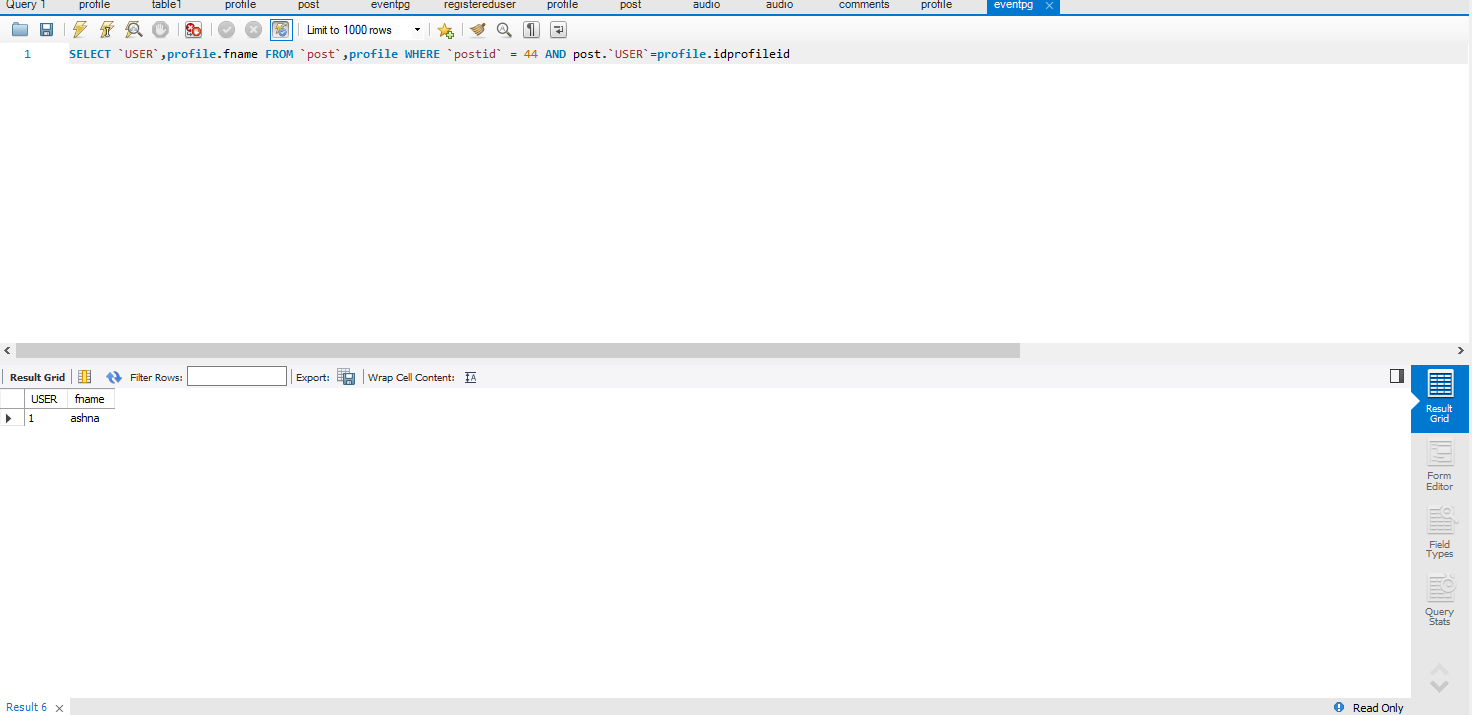 Query 1 profile table1 profile post eventpg registereduser profile post audio audio comments profile eventpg
Limit to 1000 rows
1 SELECT `USER`,profile.fname FROM `post`,profile WHERE `postid` = 44 AND post.`USER`=profile.idprofileid
Result Grid Filter Rows: Export: Wrap Cell Content:
USER fname
1 ashna
Result
Grid
Form
Editor
Field
Types
Query
Stats
Result 6 Read Only